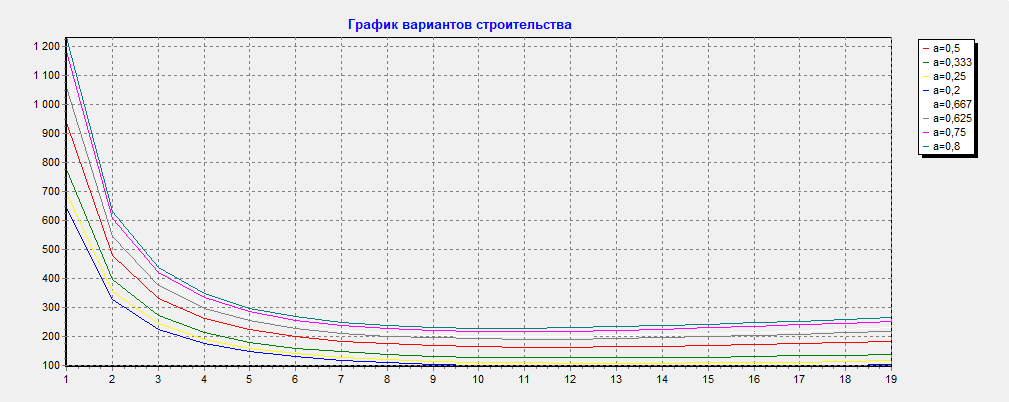 График вариантов строительства
1 200
1 100
1 000
900
800
700
600
500
400
300
200
100
1 2 3 4 5 6 7 8 9 10 11 12 13 14 15 16 17 18 19
a=0,5
a=0,333
a=0,25
a=0,2
a=0,667
a=0,625
a=0,75
a=0,8